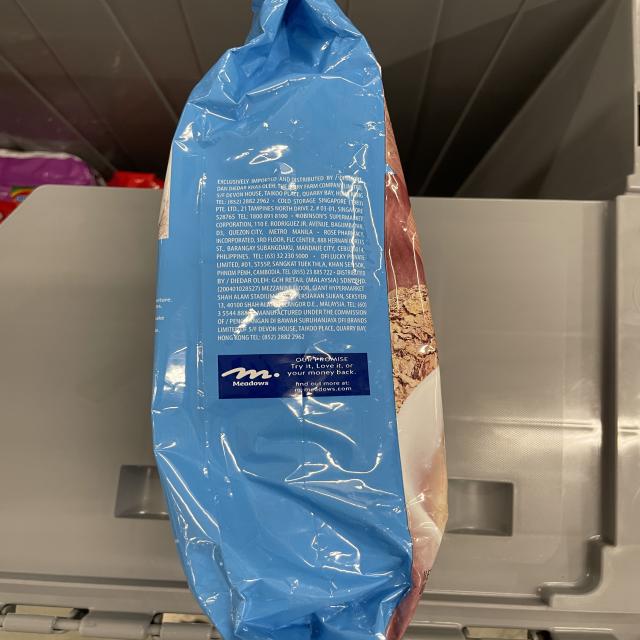 EXCLUSIVELY IMPORTED AND DISTRIBUTED BY / DIIMPORT
DAN DIEDAR KHAS OLEH: THE DAIRY FARM COMPANY LIMITED,
5/F DEVON HOUSE, TAIKOO PLACE, QUARRY BAY, HONG KONG
TEL: (852) 2882 2962 • COLD STORAGE SINGAPORE (1983)
PTE. LTD., 21 TAMPINES NORTH DRIVE 2, # 03-01, SINGAPORE
528765 TEL: 1800 891 8100 • ROBINSON'S SUPERMARKET
CORPORATION, 110 E. RODRIGUEZ JR. AVENUE, BAGUMBAYAN,
D3, QUEZON CITY, METRO MANILA • ROSE PHARMACY,
INCORPORATED, 3RD FLOOR, FLC CENTER, 888 HERNAN CORTES
ST., BARANGAY SUBANGDAKU, MANDAUE CITY, CEBU, 6014
PHILIPPINES. TEL: (63) 32 230 5000 • DFI LUCKY PRIVATE
LIMITED, #01, ST55P, SANGKAT TUEK THLA, KHAN SEN SOK,
PHNOM PENH, CAMBODIA. TEL (855) 23 885 722 • DISTRIBUTED
BY / DIEDAR OLEH: GCH RETAIL (MALAYSIA) SDN BHD
(200401028527) MEZZANINE FLOOR, GIANT HYPERMARKET
SHAH ALAM STADIUM, PERSIARAN SUKAN, SEKSYEN
13, 40100 SHAH ALAM, SELANGOR D.E., MALAYSIA. TEL: (60)
3 5544 MANUFACTURED UNDER THE COMMISSION
OF / PEMBUATAN DI BAWAH SURUHANJAYA DFI BRANDS
LIMITED, 5/F DEVON HOUSE, TAIKOO PLACE, QUARRY BAY,
HONG KONG TEL: (852) 2882 2962
m.
Meadows
OUR PROMISE
Try it, Love it, or
your money back.
find out more at:
m-meadows.com